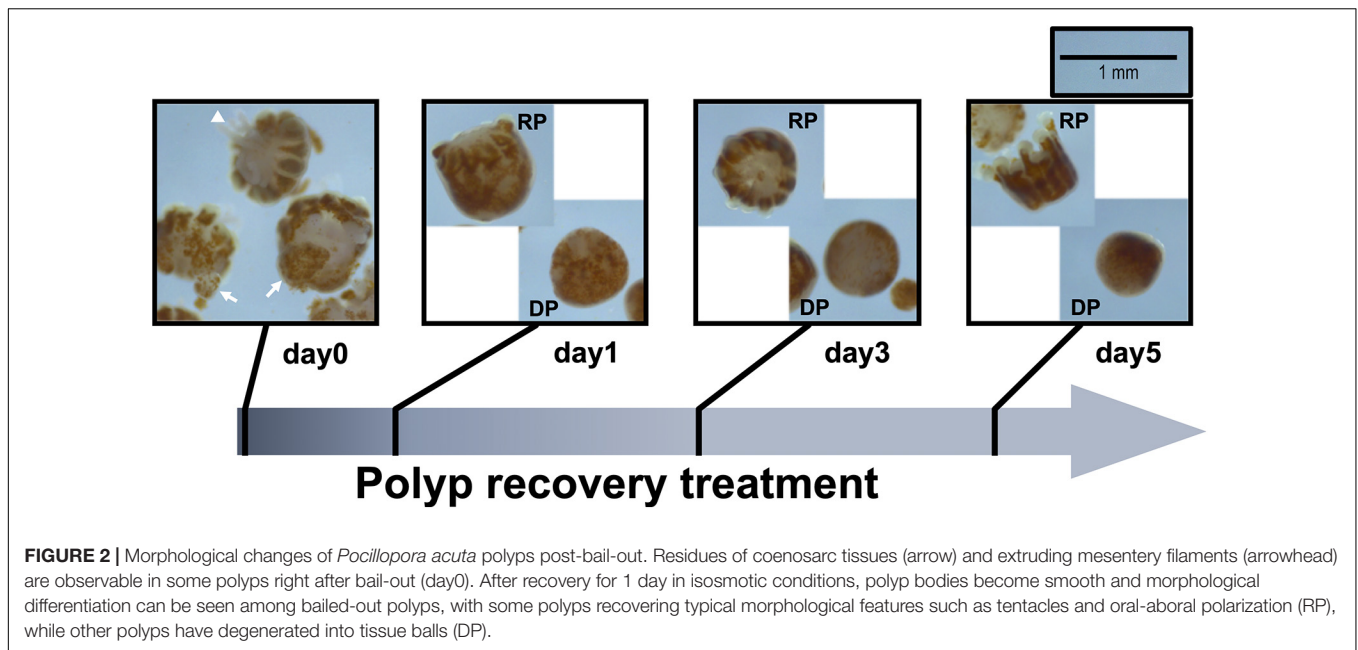 1 mm
RP
RP
RP
DP
DP
DP
day0
day1
day3
day5
Polyp recovery treatment
FIGURE 2 | Morphological changes of Pocillopora acuta polyps post-bail-out. Residues of coenosarc tissues (arrow) and extruding mesentery filaments (arrowhead)
are observable in some polyps right after bail-out (day0). After recovery for 1 day in isosmotic conditions, polyp bodies become smooth and morphological
differentiation can be seen among bailed-out polyps, with some polyps recovering typical morphological features such as tentacles and oral-aboral polarization (RP),
while other polyps have degenerated into tissue balls (DP).